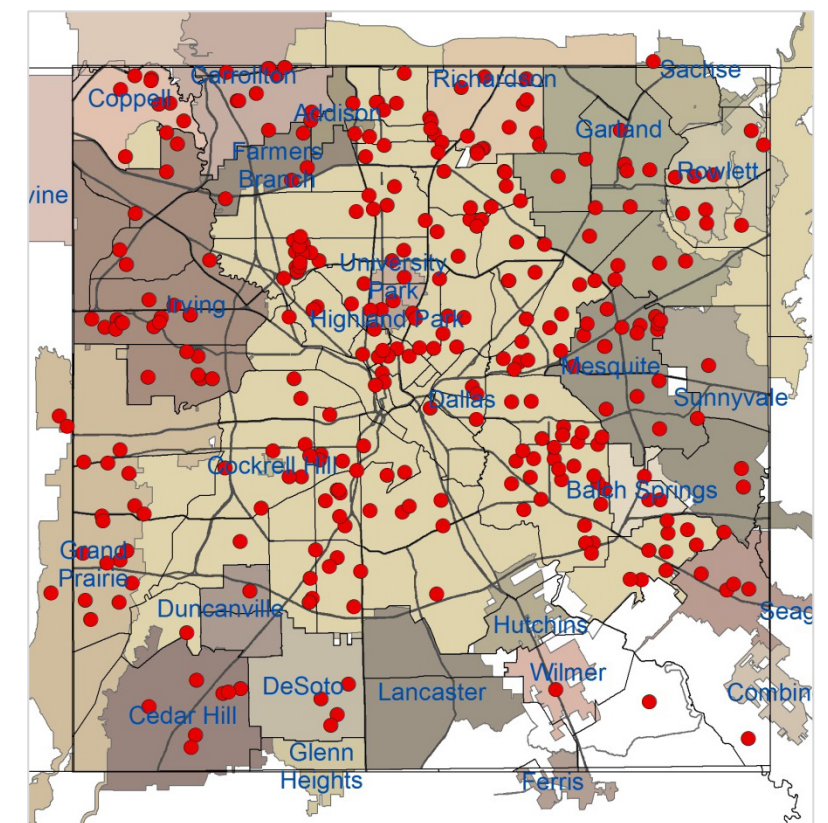 Sachse
Carrollton
Richardson
Coppell
Addison
Garland
Farmers
Branch
Rowlett
vine
University
Park
Irving
Highland Park
Mesquite
Dallas
Sunnyvale
Cockrell Hill
Balch Springs
Grand
Prairie
Duncanville
Seag
Hutchins
Wilmer
DeSoto
Lancaster
Combin
Cedar Hill
Glenn
Heights
Ferris